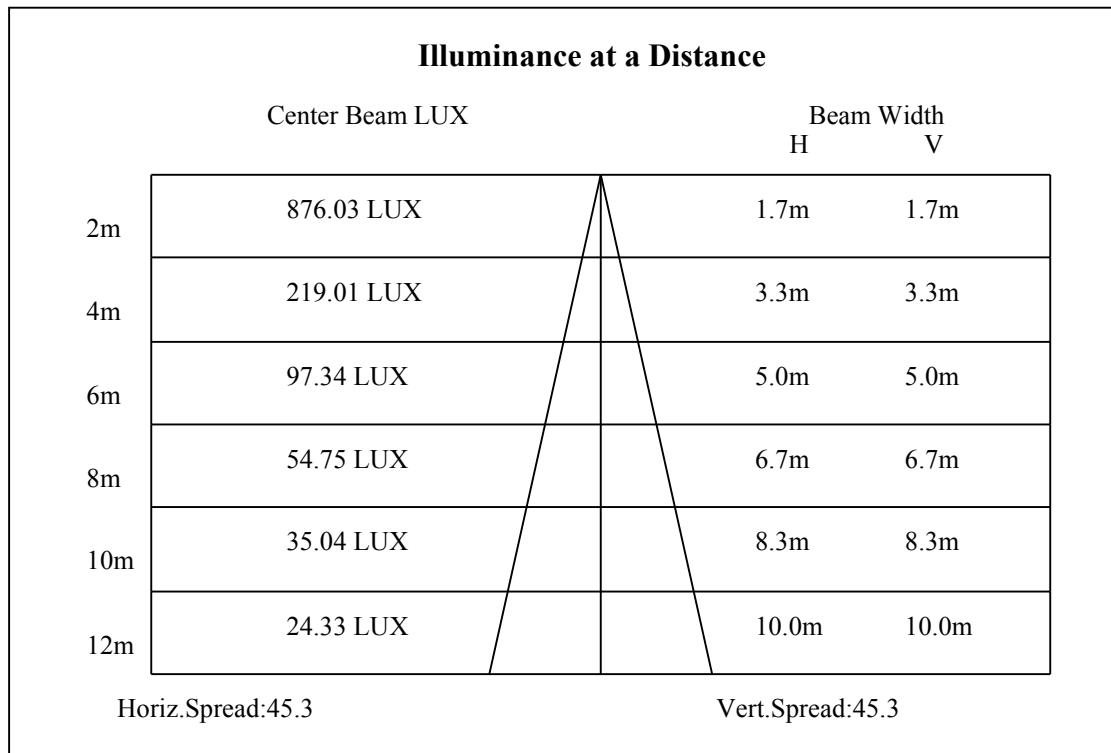 Illuminance at a Distance
Center Beam LUX Beam Width
H V
2m 876.03 LUX 1.7m 1.7m
4m 219.01 LUX 3.3m 3.3m
6m 97.34 LUX 5.0m 5.0m
8m 54.75 LUX 6.7m 6.7m
10m 35.04 LUX 8.3m 8.3m
12m 24.33 LUX 10.0m 10.0m
Horiz.Spread:45.3 Vert.Spread:45.3